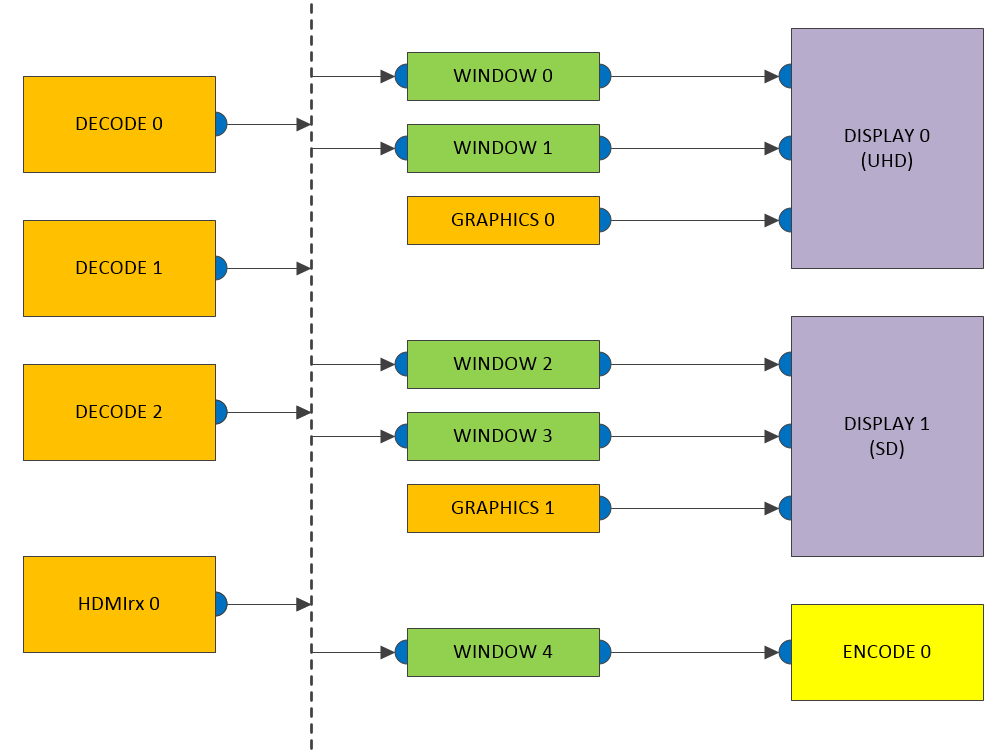 DECODE 0
DECODE 1
DECODE 2
HDMIrx 0
WINDOW 0
WINDOW 1
GRAPHICS 0
WINDOW 2
WINDOW 3
GRAPHICS 1
WINDOW 4
DISPLAY 0
(UHD)
DISPLAY 1
(SD)
ENCODE 0